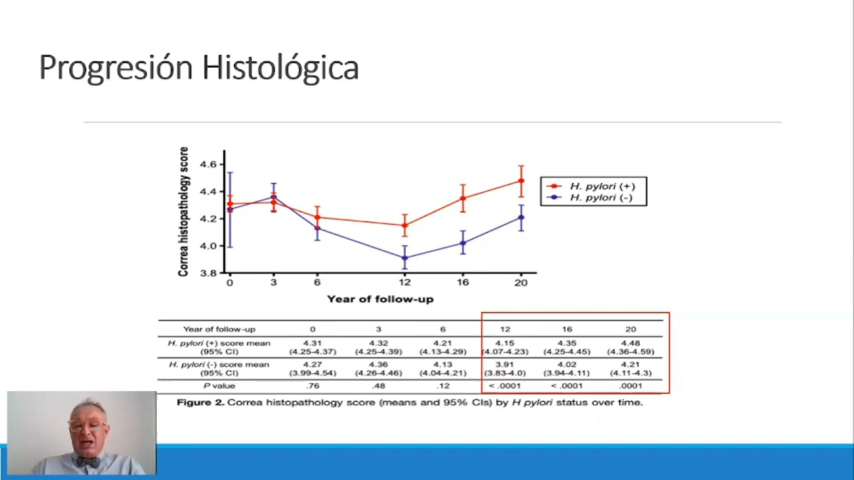 Progresión Histológica
Correa histopathology score
4.6
4.4
4.2
4.0
3.8
0 3 6 12 16 20
Year of follow-up
H. pylori (+)
H. pylori (-)
Year of follow-up 0 3 6 12 16 20
H. pylori (+) score mean 4.31 4.32 4.21 4.15 4.35 4.48
(95% CI) (4.25-4.37) (4.25-4.39) (4.13-4.29) (4.07-4.23) (4.25-4.45) (4.36-4.59)
H. pylori (-) score mean 4.27 4.36 4.13 3.91 4.02 4.21
(95% CI) (3.99-4.54) (4.26-4.46) (4.04-4.21) (3.83-4.0) (3.94-4.11) (4.11-4.3)
P value .76 .48 .12 < .0001 < .0001 .0001
Figure 2. Correa histopathology score (means and 95% CIs) by H pylori status over time.